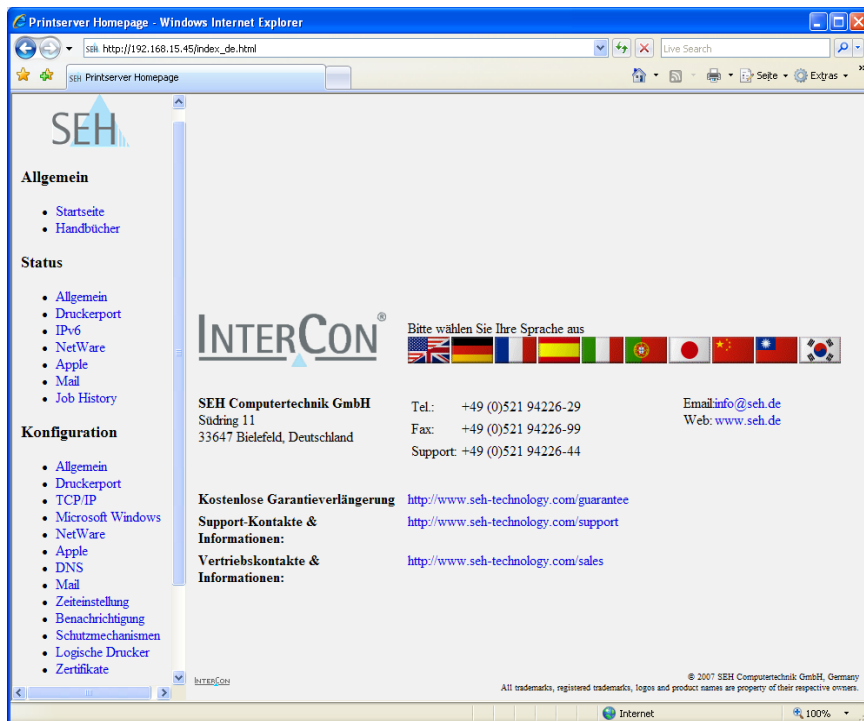 Printserver Homepage - Windows Internet Explorer
SEH http://192.168.15.45/index_de.html
Live Search
SEH Printserver Homepage
Seite
Extras
SEH
Allgemein
Startseite
Handbücher
Status
Allgemein
Druckerport
IPv6
NetWare
Apple
Mail
Job History
Konfiguration
Allgemein
Druckerport
TCP/IP
Microsoft Windows
NetWare
Apple
DNS
Mail
Zeiteinstellung
Benachrichtigung
Schutzmechanismen
Logische Drucker
Zertifikate
INTERCON®
Bitte wählen Sie Ihre Sprache aus
SEH Computertechnik GmbH
Südring 11
33647 Bielefeld, Deutschland
Tel.: +49 (0)521 94226-29
Fax: +49 (0)521 94226-99
Support: +49 (0)521 94226-44
Email:info@seh.de
Web: www.seh.de
Kostenlose Garantieverlängerung http://www.seh-technology.com/guarantee
Support-Kontakte & http://www.seh-technology.com/support
Informationen:
Vertriebskontakte & http://www.seh-technology.com/sales
Informationen:
INTERCON
© 2007 SEH Computertechnik GmbH, Germany
All trademarks, registered trademarks, logos and product names are property of their respective owners.
Internet
100%